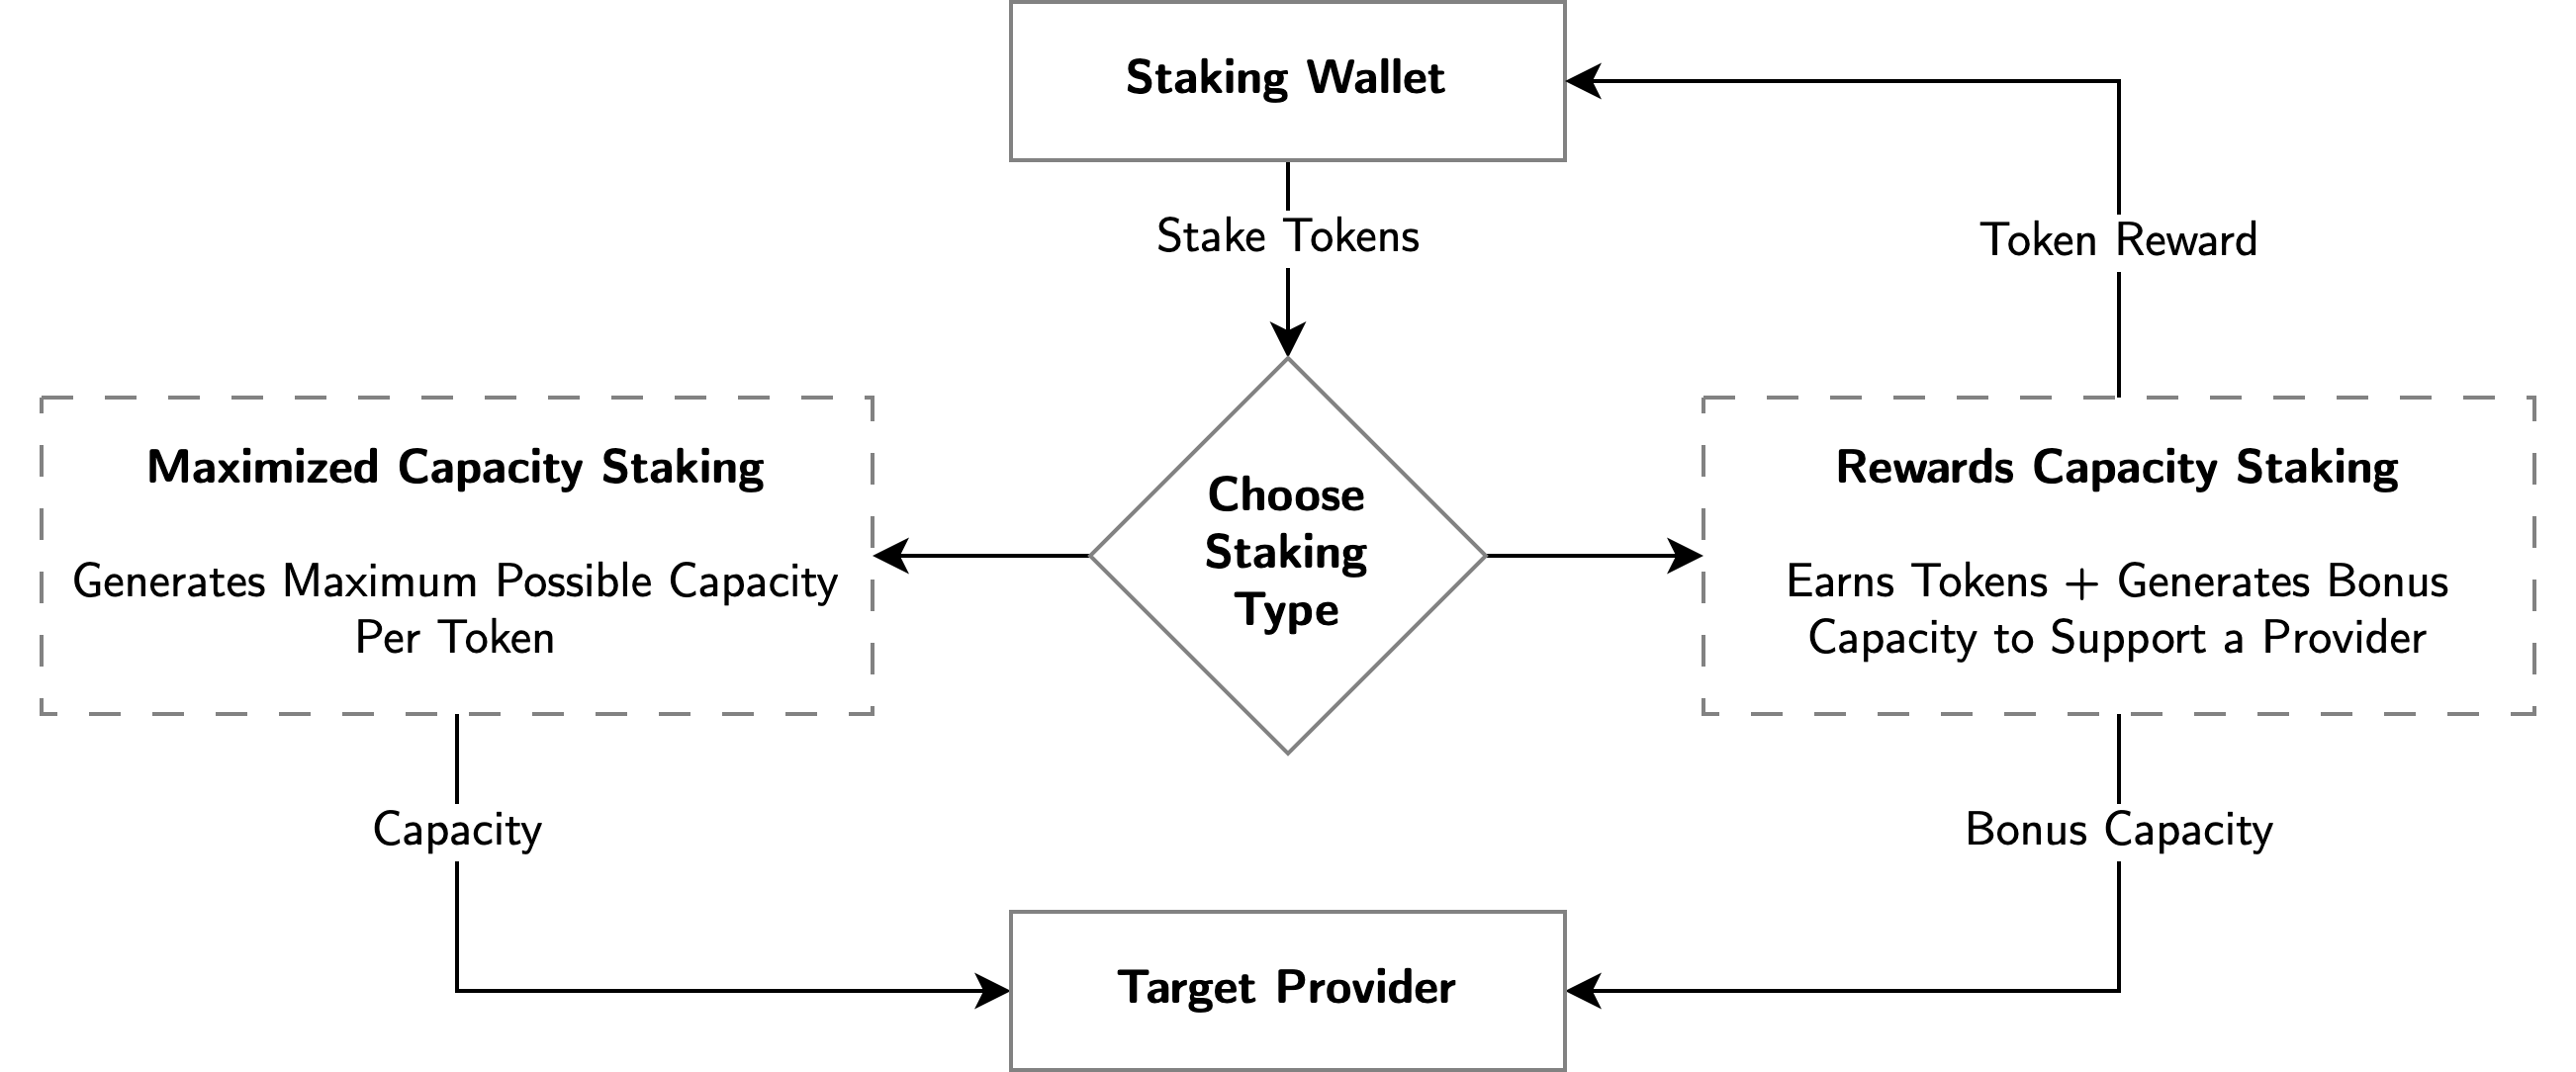 Staking Wallet
Stake Tokens
Token Reward
Maximized Capacity Staking
Generates Maximum Possible Capacity
Per Token
Choose
Staking
Type
Rewards Capacity Staking
Earns Tokens + Generates Bonus
Capacity to Support a Provider
Capacity
Bonus Capacity
Target Provider